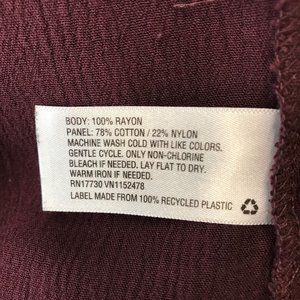 BODY: 100% RAYON
PANEL: 78% COTTON / 22% NYLON
MACHINE WASH COLD WITH LIKE COLORS.
GENTLE CYCLE. ONLY NON-CHLORINE
BLEACH IF NEEDED. LAY FLAT TO DRY.
WARM IRON IF NEEDED.
RN17730 VN1152478
LABEL MADE FROM 100% RECYCLED PLASTIC